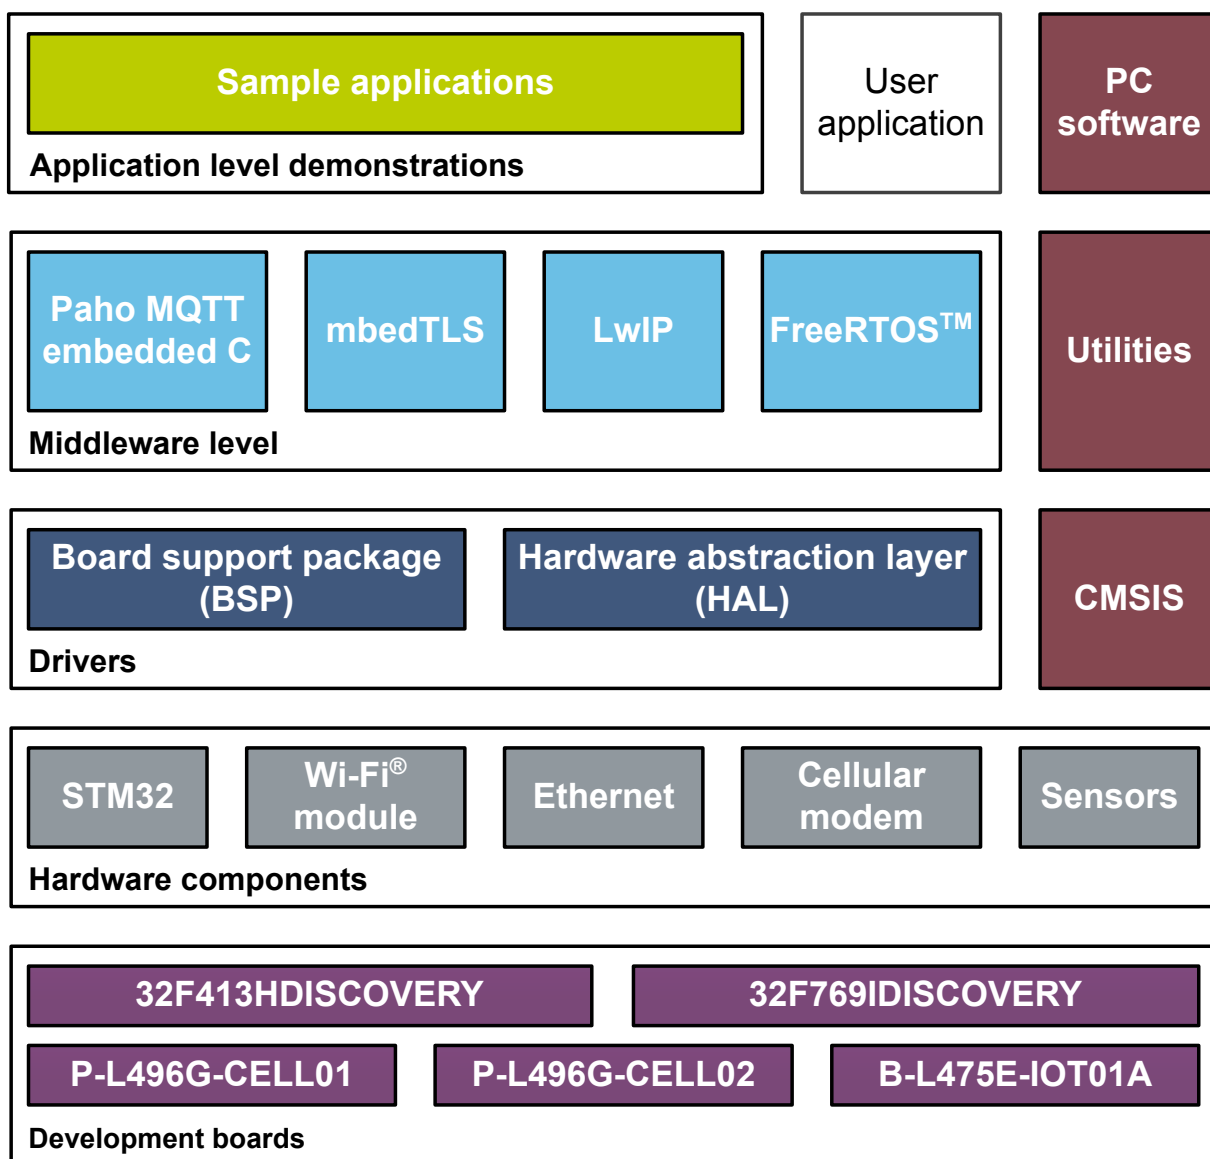 Sample applications
Application level demonstrations
User
application
PC
software
Paho MQTT
embedded C
mbedTLS
LwIP
FreeRTOS™
Middleware level
Utilities
Board support package
(BSP)
Hardware abstraction layer
(HAL)
Drivers
CMSIS
STM32
Wi-Fi®
module
Ethernet
Cellular
modem
Sensors
Hardware components
32F413HDISCOVERY
32F769IDISCOVERY
P-L496G-CELL01
P-L496G-CELL02
B-L475E-IOT01A
Development boards